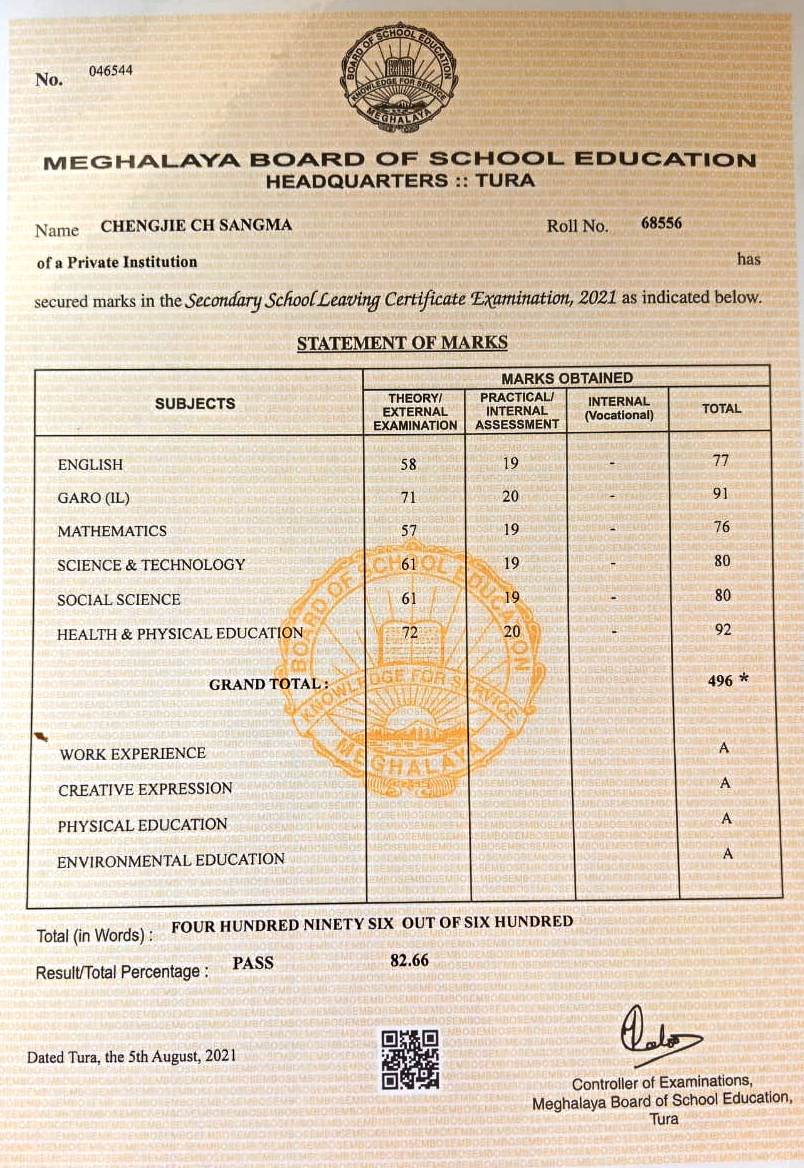 No. 046544
BOARD OF SCHOOL EDUCATION
KNOWLEDGE FOR SERVICE
MEGHALAYA
MEGHALAYA BOARD OF SCHOOL EDUCATION
HEADQUARTERS :: TURA
Name CHENGJIE CH SANGMA Roll No. 68556
of a Private Institution has
secured marks in the Secondary School Leaving Certificate Examination, 2021 as indicated below.
STATEMENT OF MARKS
SUBJECTS MARKS OBTAINED
THEORY/ EXTERNAL EXAMINATION PRACTICAL/ INTERNAL ASSESSMENT INTERNAL (Vocational) TOTAL
ENGLISH 58 19 - 77
GARO (IL) 71 20 - 91
MATHEMATICS 57 19 - 76
SCIENCE & TECHNOLOGY 61 19 - 80
SOCIAL SCIENCE 61 19 - 80
HEALTH & PHYSICAL EDUCATION 72 20 - 92
GRAND TOTAL : 496 *
BOARD OF SCHOOL EDUCATION
KNOWLEDGE FOR SERVICE
MEGHALAYA
WORK EXPERIENCE A
CREATIVE EXPRESSION A
PHYSICAL EDUCATION A
ENVIRONMENTAL EDUCATION A
Total (in Words) : FOUR HUNDRED NINETY SIX OUT OF SIX HUNDRED
Result/Total Percentage : PASS 82.66
Dated Tura, the 5th August, 2021
Controller of Examinations,
Meghalaya Board of School Education,
Tura